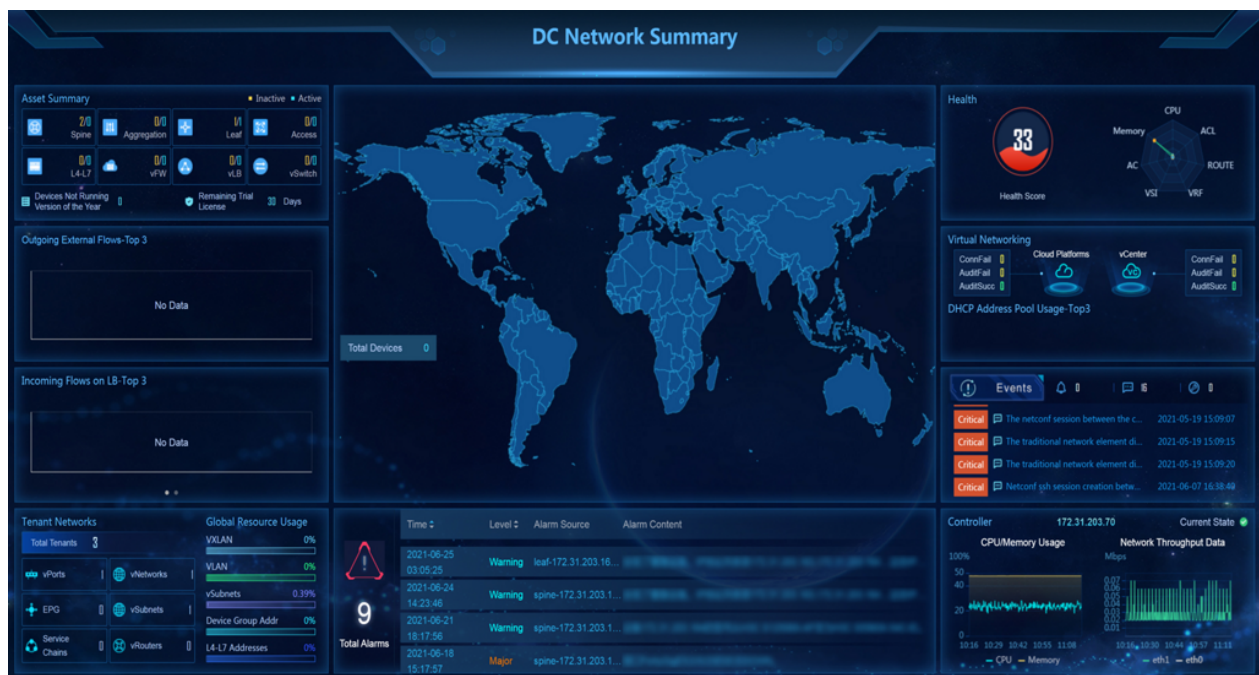 DC Network Summary
Asset Summary
Inactive Active
2/0 Spine
0/0 Aggregation
1/1 Leaf
0/0 Access
0/0 L4-L7
0/0 vFW
0/0 vLB
0/0 vSwitch
Devices Not Running
Version of the Year
0
Remaining Trial
License
30 Days
Outgoing External Flows-Top 3
No Data
Incoming Flows on LB-Top 3
No Data
Tenant Networks
Total Tenants 3
vPorts 1
vNetworks 1
EPG 0
vSubnets 1
Service
Chains
0
vRouters 0
Global Resource Usage
VXLAN 0%
VLAN 0%
vSubnets 0.39%
Device Group Addr 0%
L4-L7 Addresses 0%
Total Devices 0
9
Total Alarms
Time Level Alarm Source Alarm Content
2021-06-25
03:05:25
Warning leaf-172.31.203.16...
2021-06-24
14:23:46
Warning spine-172.31.203.1...
2021-06-21
18:17:56
Warning spine-172.31.203.1...
2021-06-18
15:17:57
Major spine-172.31.203.1...
Health
33
Health Score
CPU
ACL
ROUTE
VRF
VSI
AC
Memory
Virtual Networking
ConnFail 0
AuditFail 0
AuditSucc 0
Cloud Platforms
vCenter
VC
ConnFail 0
AuditFail 0
AuditSucc 0
DHCP Address Pool Usage-Top3
Events 0 16 0
Critical The netconf session between the c... 2021-05-19 15:09:07
Critical The traditional network element di... 2021-05-19 15:09:15
Critical The traditional network element di... 2021-05-19 15:09:20
Critical Netconf ssh session creation betw... 2021-06-07 16:38:49
Controller 172.31.203.70 Current State
CPU/Memory Usage
100%
50
40
20
0
10:16 10:29 10:42 10:55 11:08
CPU Memory
Network Throughput Data
Mbps
0.07
0.06
0.05
0.04
0.03
0.02
0.01
10:16 10:30 10:44 10:57 11:11
eth1 eth0